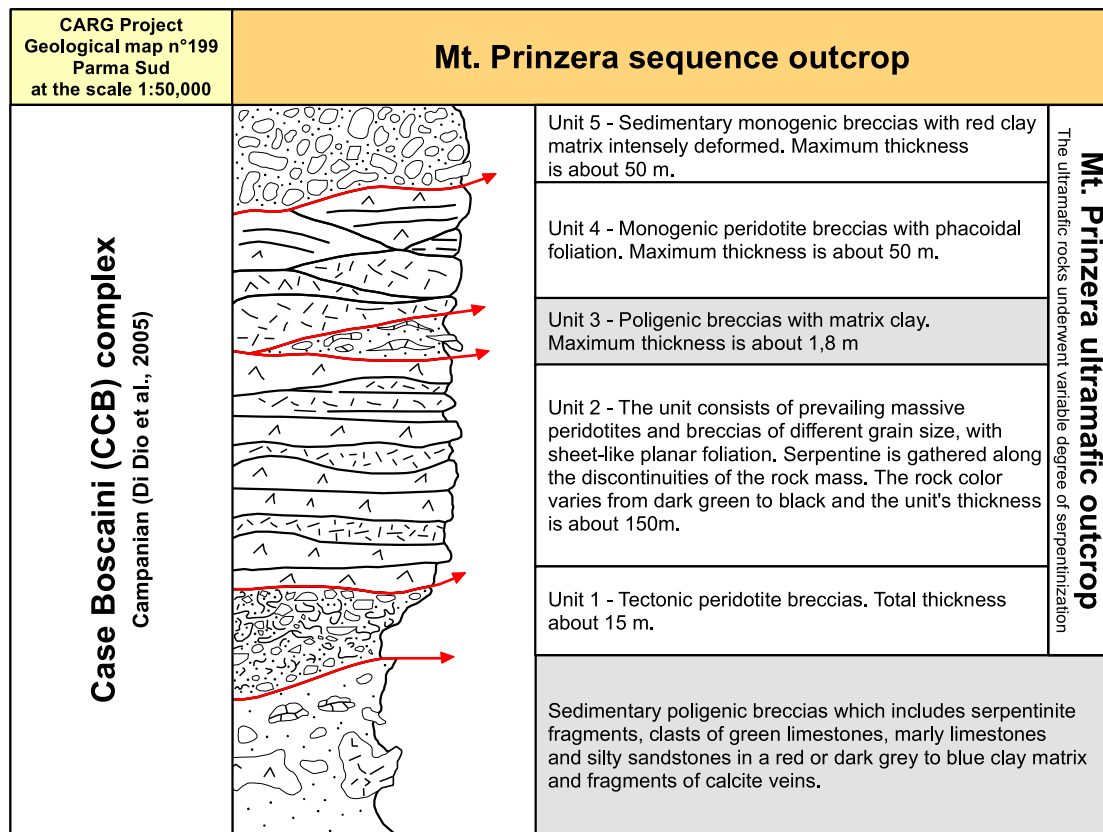 CARG Project
Geological map n°199
Parma Sud
at the scale 1:50,000
Mt. Prinzera sequence outcrop
Case Boscaini (CCB) complex
Campanian (Di Dio et al., 2005)
Unit 5 - Sedimentary monogenic breccias with red clay
matrix intensely deformed. Maximum thickness
is about 50 m.
Unit 4 - Monogenic peridotite breccias with phacoidal
foliation. Maximum thickness is about 50 m.
Unit 3 - Poligenic breccias with matrix clay.
Maximum thickness is about 1,8 m
Unit 2 - The unit consists of prevailing massive
peridotites and breccias of different grain size, with
sheet-like planar foliation. Serpentine is gathered along
the discontinuities of the rock mass. The rock color
varies from dark green to black and the unit's thickness
is about 150m.
Unit 1 - Tectonic peridotite breccias. Total thickness
about 15 m.
Sedimentary poligenic breccias which includes serpentinite
fragments, clasts of green limestones, marly limestones
and silty sandstones in a red or dark grey to blue clay matrix
and fragments of calcite veins.
Mt. Prinzera ultramafic outcrop
The ultramafic rocks underwent variable degree of serpentinization